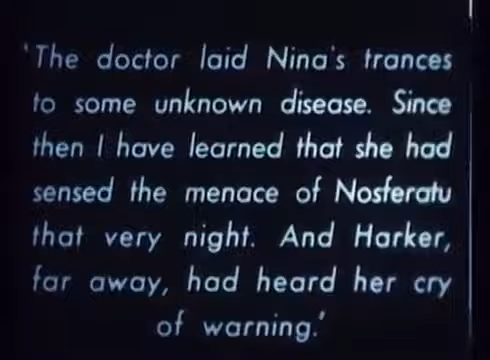 'The doctor laid Nina's trances
to some unknown disease. Since
then I have learned that she had
sensed the menace of Nosferatu
that very night. And Harker,
far away, had heard her cry
of warning.'